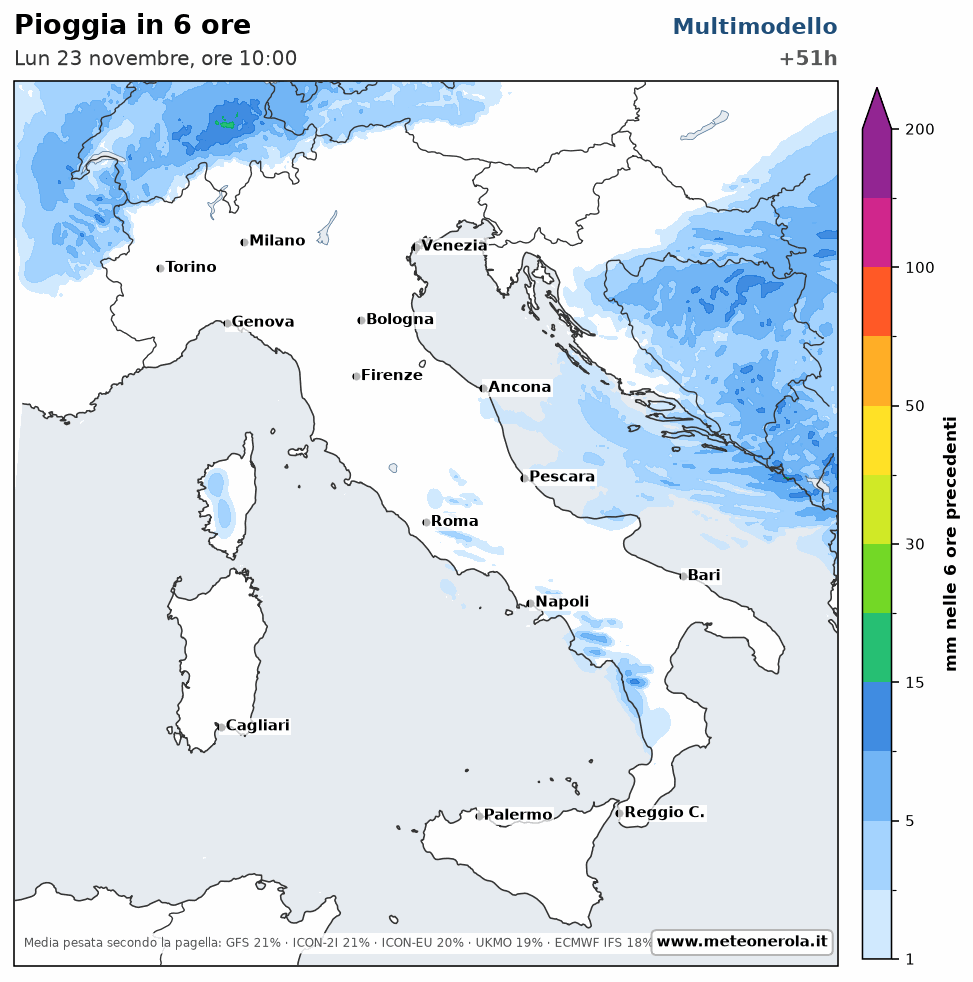 Pioggia in 6 ore
Multimodello
Lun 23 novembre, ore 10:00
+51h
200
100
50
30
15
5
1
mm nelle 6 ore precedenti
Milano
Venezia
Torino
Genova
Bologna
Firenze
Ancona
Pescara
Roma
Bari
Napoli
Cagliari
Palermo
Reggio C.
Media pesata secondo la pagella: GFS 21% · ICON-2I 21% · ICON-EU 20% · UKMO 19% · ECMWF IFS 18%
www.meteonerola.it